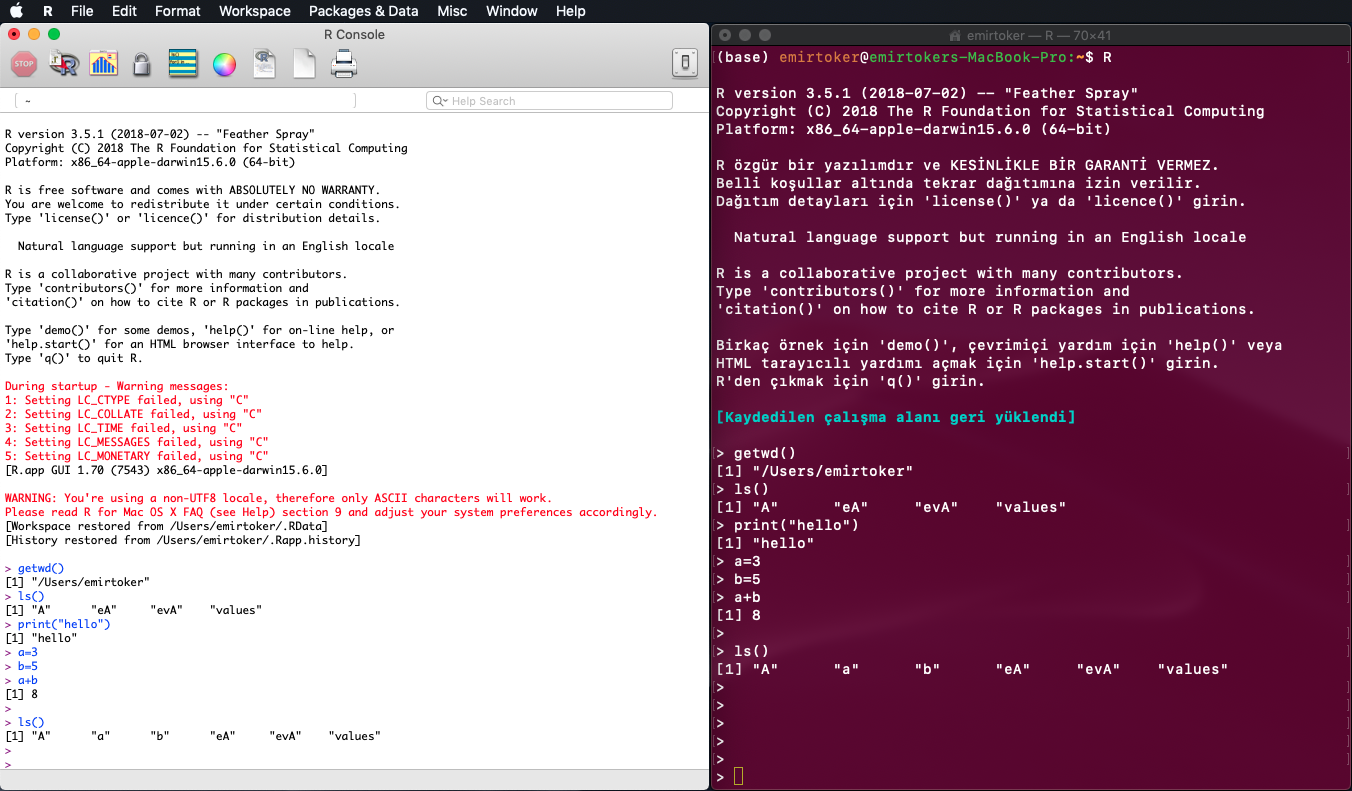 R File Edit Format Workspace Packages & Data Misc Window Help
R Console
STOP
~
Help Search
R version 3.5.1 (2018-07-02) -- "Feather Spray"
Copyright (C) 2018 The R Foundation for Statistical Computing
Platform: x86_64-apple-darwin15.6.0 (64-bit)
R is free software and comes with ABSOLUTELY NO WARRANTY.
You are welcome to redistribute it under certain conditions.
Type 'license()' or 'licence()' for distribution details.
Natural language support but running in an English locale
R is a collaborative project with many contributors.
Type 'contributors()' for more information and
'citation()' on how to cite R or R packages in publications.
Type 'demo()' for some demos, 'help()' for on-line help, or
'help.start()' for an HTML browser interface to help.
Type 'q()' to quit R.
During startup - Warning messages:
1: Setting LC_CTYPE failed, using "C"
2: Setting LC_COLLATE failed, using "C"
3: Setting LC_TIME failed, using "C"
4: Setting LC_MESSAGES failed, using "C"
5: Setting LC_MONETARY failed, using "C"
[R.app GUI 1.70 (7543) x86_64-apple-darwin15.6.0]
WARNING: You're using a non-UTF8 locale, therefore only ASCII characters will work.
Please read R for Mac OS X FAQ (see Help) section 9 and adjust your system preferences accordingly.
[Workspace restored from /Users/emirtoker/.RData]
[History restored from /Users/emirtoker/.Rapp.history]
> getwd()
[1] "/Users/emirtoker"
> ls()
[1] "A" "eA" "evA" "values"
> print("hello")
[1] "hello"
> a=3
> b=5
> a+b
[1] 8
>
> ls()
[1] "A" "a" "b" "eA" "evA" "values"
>
>
emirtoker — R — 70×41
(base) emirtoker@emirtokers-MacBook-Pro:~$ R
R version 3.5.1 (2018-07-02) -- "Feather Spray"
Copyright (C) 2018 The R Foundation for Statistical Computing
Platform: x86_64-apple-darwin15.6.0 (64-bit)
R özgür bir yazılımdır ve KESİNLİKLE BİR GARANTİ VERMEZ.
Belli koşullar altında tekrar dağıtımına izin verilir.
Dağıtım detayları için 'license()' ya da 'licence()' girin.
Natural language support but running in an English locale
R is a collaborative project with many contributors.
Type 'contributors()' for more information and
'citation()' on how to cite R or R packages in publications.
Birkaç örnek için 'demo()', çevrimiçi yardım için 'help()' veya
HTML tarayıcılı yardımı açmak için 'help.start()' girin.
R'den çıkmak için 'q()' girin.
[Kaydedilen çalışma alanı geri yüklendi]
> getwd()
[1] "/Users/emirtoker"
> ls()
[1] "A" "eA" "evA" "values"
> print("hello")
[1] "hello"
> a=3
> b=5
> a+b
[1] 8
>
> ls()
[1] "A" "a" "b" "eA" "evA" "values"
>
>
>
>
>
>